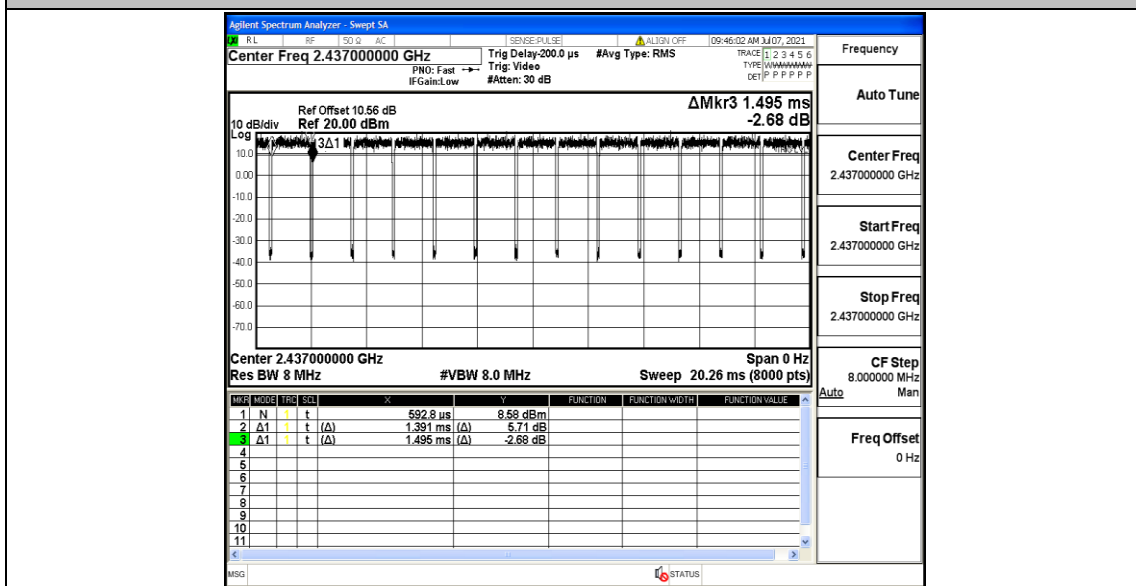 Agilent Spectrum Analyzer - Swept SA
RL RF 50 Ω AC SENSE:PULSE ALIGN OFF 09:46:02 AM Jul 07, 2021
Center Freq 2.437000000 GHz
PNO: Fast
IFGain:Low
Trig Delay-200.0 µs
Trig: Video
#Atten: 30 dB
#Avg Type: RMS
TRACE 1 2 3 4 5 6
TYPE
DET P P P P P P
Frequency
Auto Tune
Center Freq
2.437000000 GHz
Start Freq
2.437000000 GHz
Stop Freq
2.437000000 GHz
CF Step
8.000000 MHz
Auto Man
Freq Offset
0 Hz
ΔMkr3 1.495 ms
-2.68 dB
Ref Offset 10.56 dB
10 dB/div Ref 20.00 dBm
Log
3Δ1
10.0
0.00
-10.0
-20.0
-30.0
-40.0
-50.0
-60.0
-70.0
Center 2.437000000 GHz Span 0 Hz
Res BW 8 MHz #VBW 8.0 MHz Sweep 20.26 ms (8000 pts)
MKR MODE TRC SCL X Y FUNCTION FUNCTION WIDTH FUNCTION VALUE
1 N 1 t 592.8 µs 8.58 dBm
2 Δ1 1 t (Δ) 1.391 ms (Δ) 5.71 dB
3 Δ1 1 t (Δ) 1.495 ms (Δ) -2.68 dB
4
5
6
7
8
9
10
11
MSG STATUS